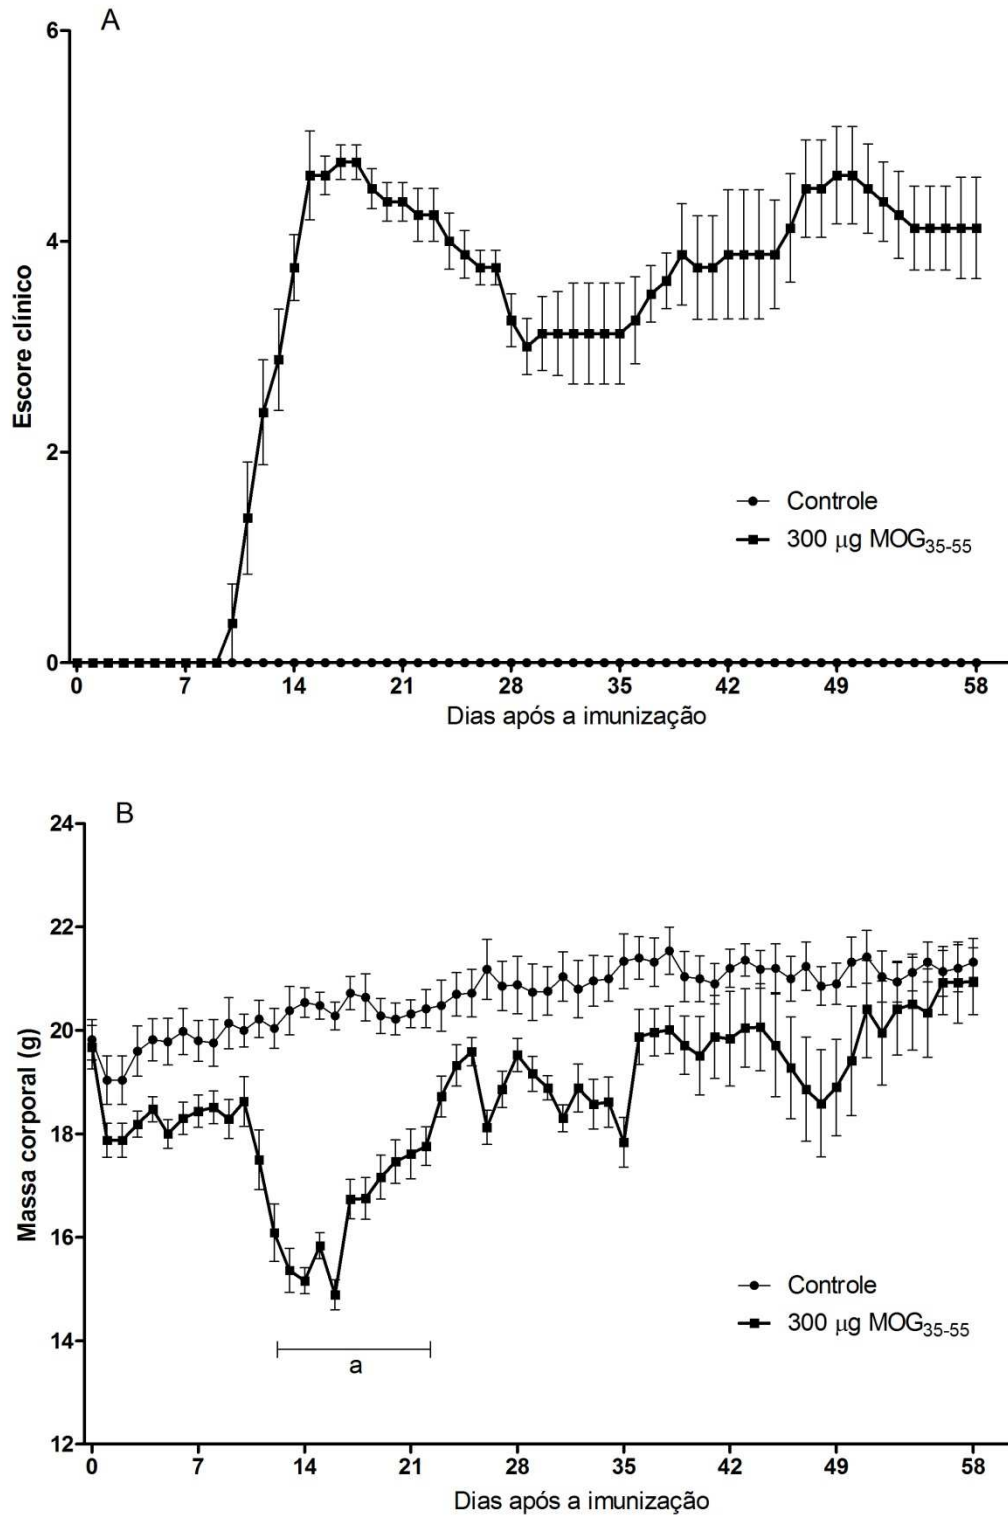 A
6
4
2
0
Escore clínico
Controle
300 µg MOG35-55
0 7 14 21 28 35 42 49 58
Dias após a imunização
B
24
22
20
18
16
14
12
Massa corporal (g)
Controle
300 µg MOG35-55
a
0 7 14 21 28 35 42 49 58
Dias após a imunização